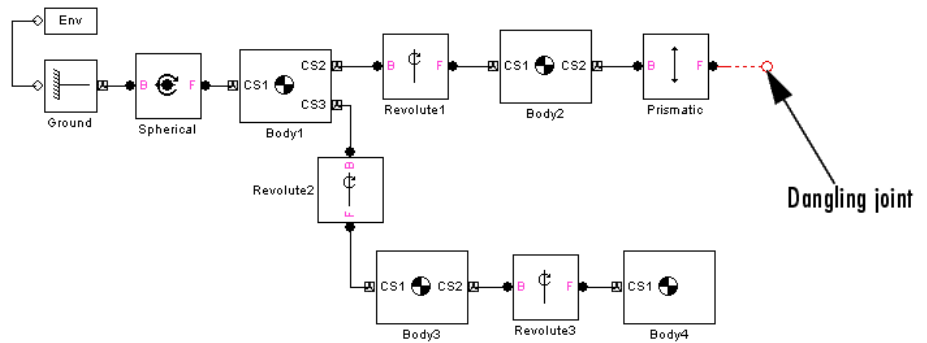 Env
Ground
B F
Spherical
CS1 CS2
CS3
Body1
B F
Revolute1
CS1 CS2
Body2
B F
Prismatic
Dangling joint
Revolute2
B
F
CS1 CS2
Body3
B F
Revolute3
CS1
Body4